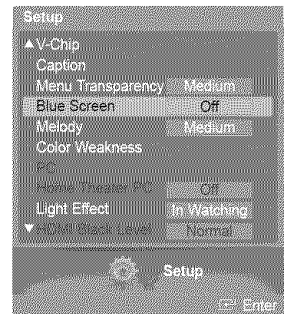 Setup
▲V-Chip
Caption
Menu Transparency Medium
Blue Screen Off
Melody Medium
Color Weakness
PC
Home Theater PC Off
Light Effect In Watching
▼HDMI Black Level Normal
Setup
Enter